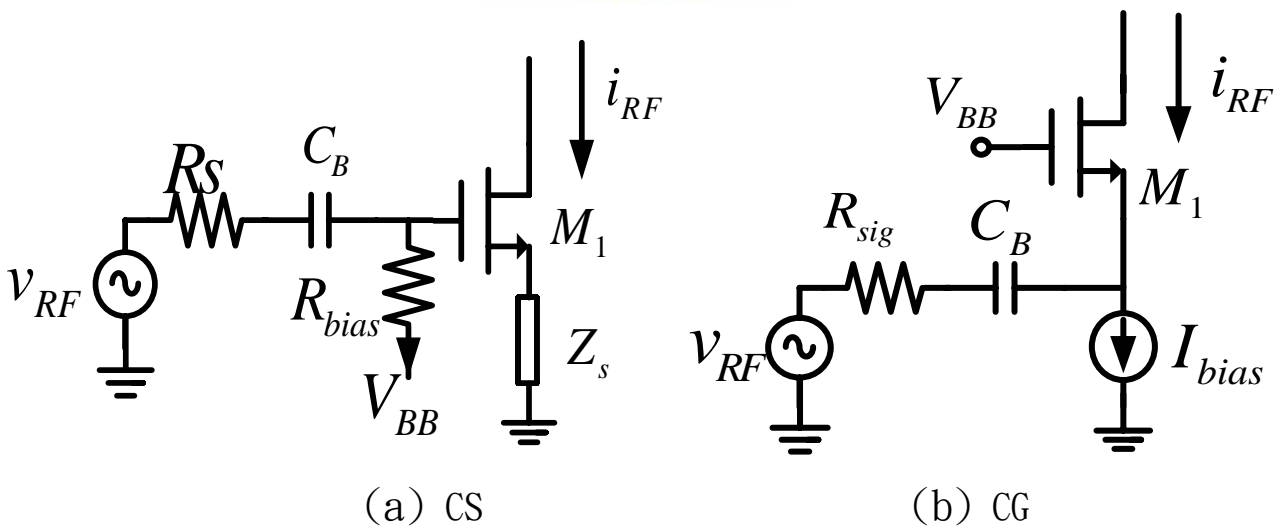 i_RF
V_BB
i_RF
Rs
C_B
M_1
M_1
R_sig
C_B
v_RF
R_bias
Z_s
v_RF
I_bias
V_BB
(a) CS
(b) CG